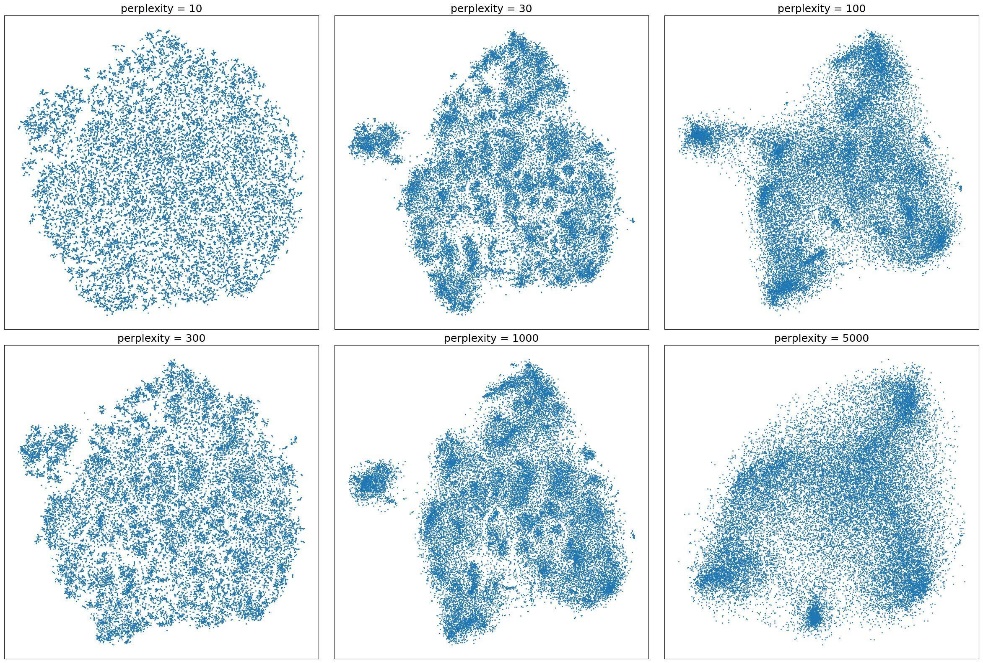 perplexity = 10
perplexity = 30
perplexity = 100
perplexity = 300
perplexity = 1000
perplexity = 5000